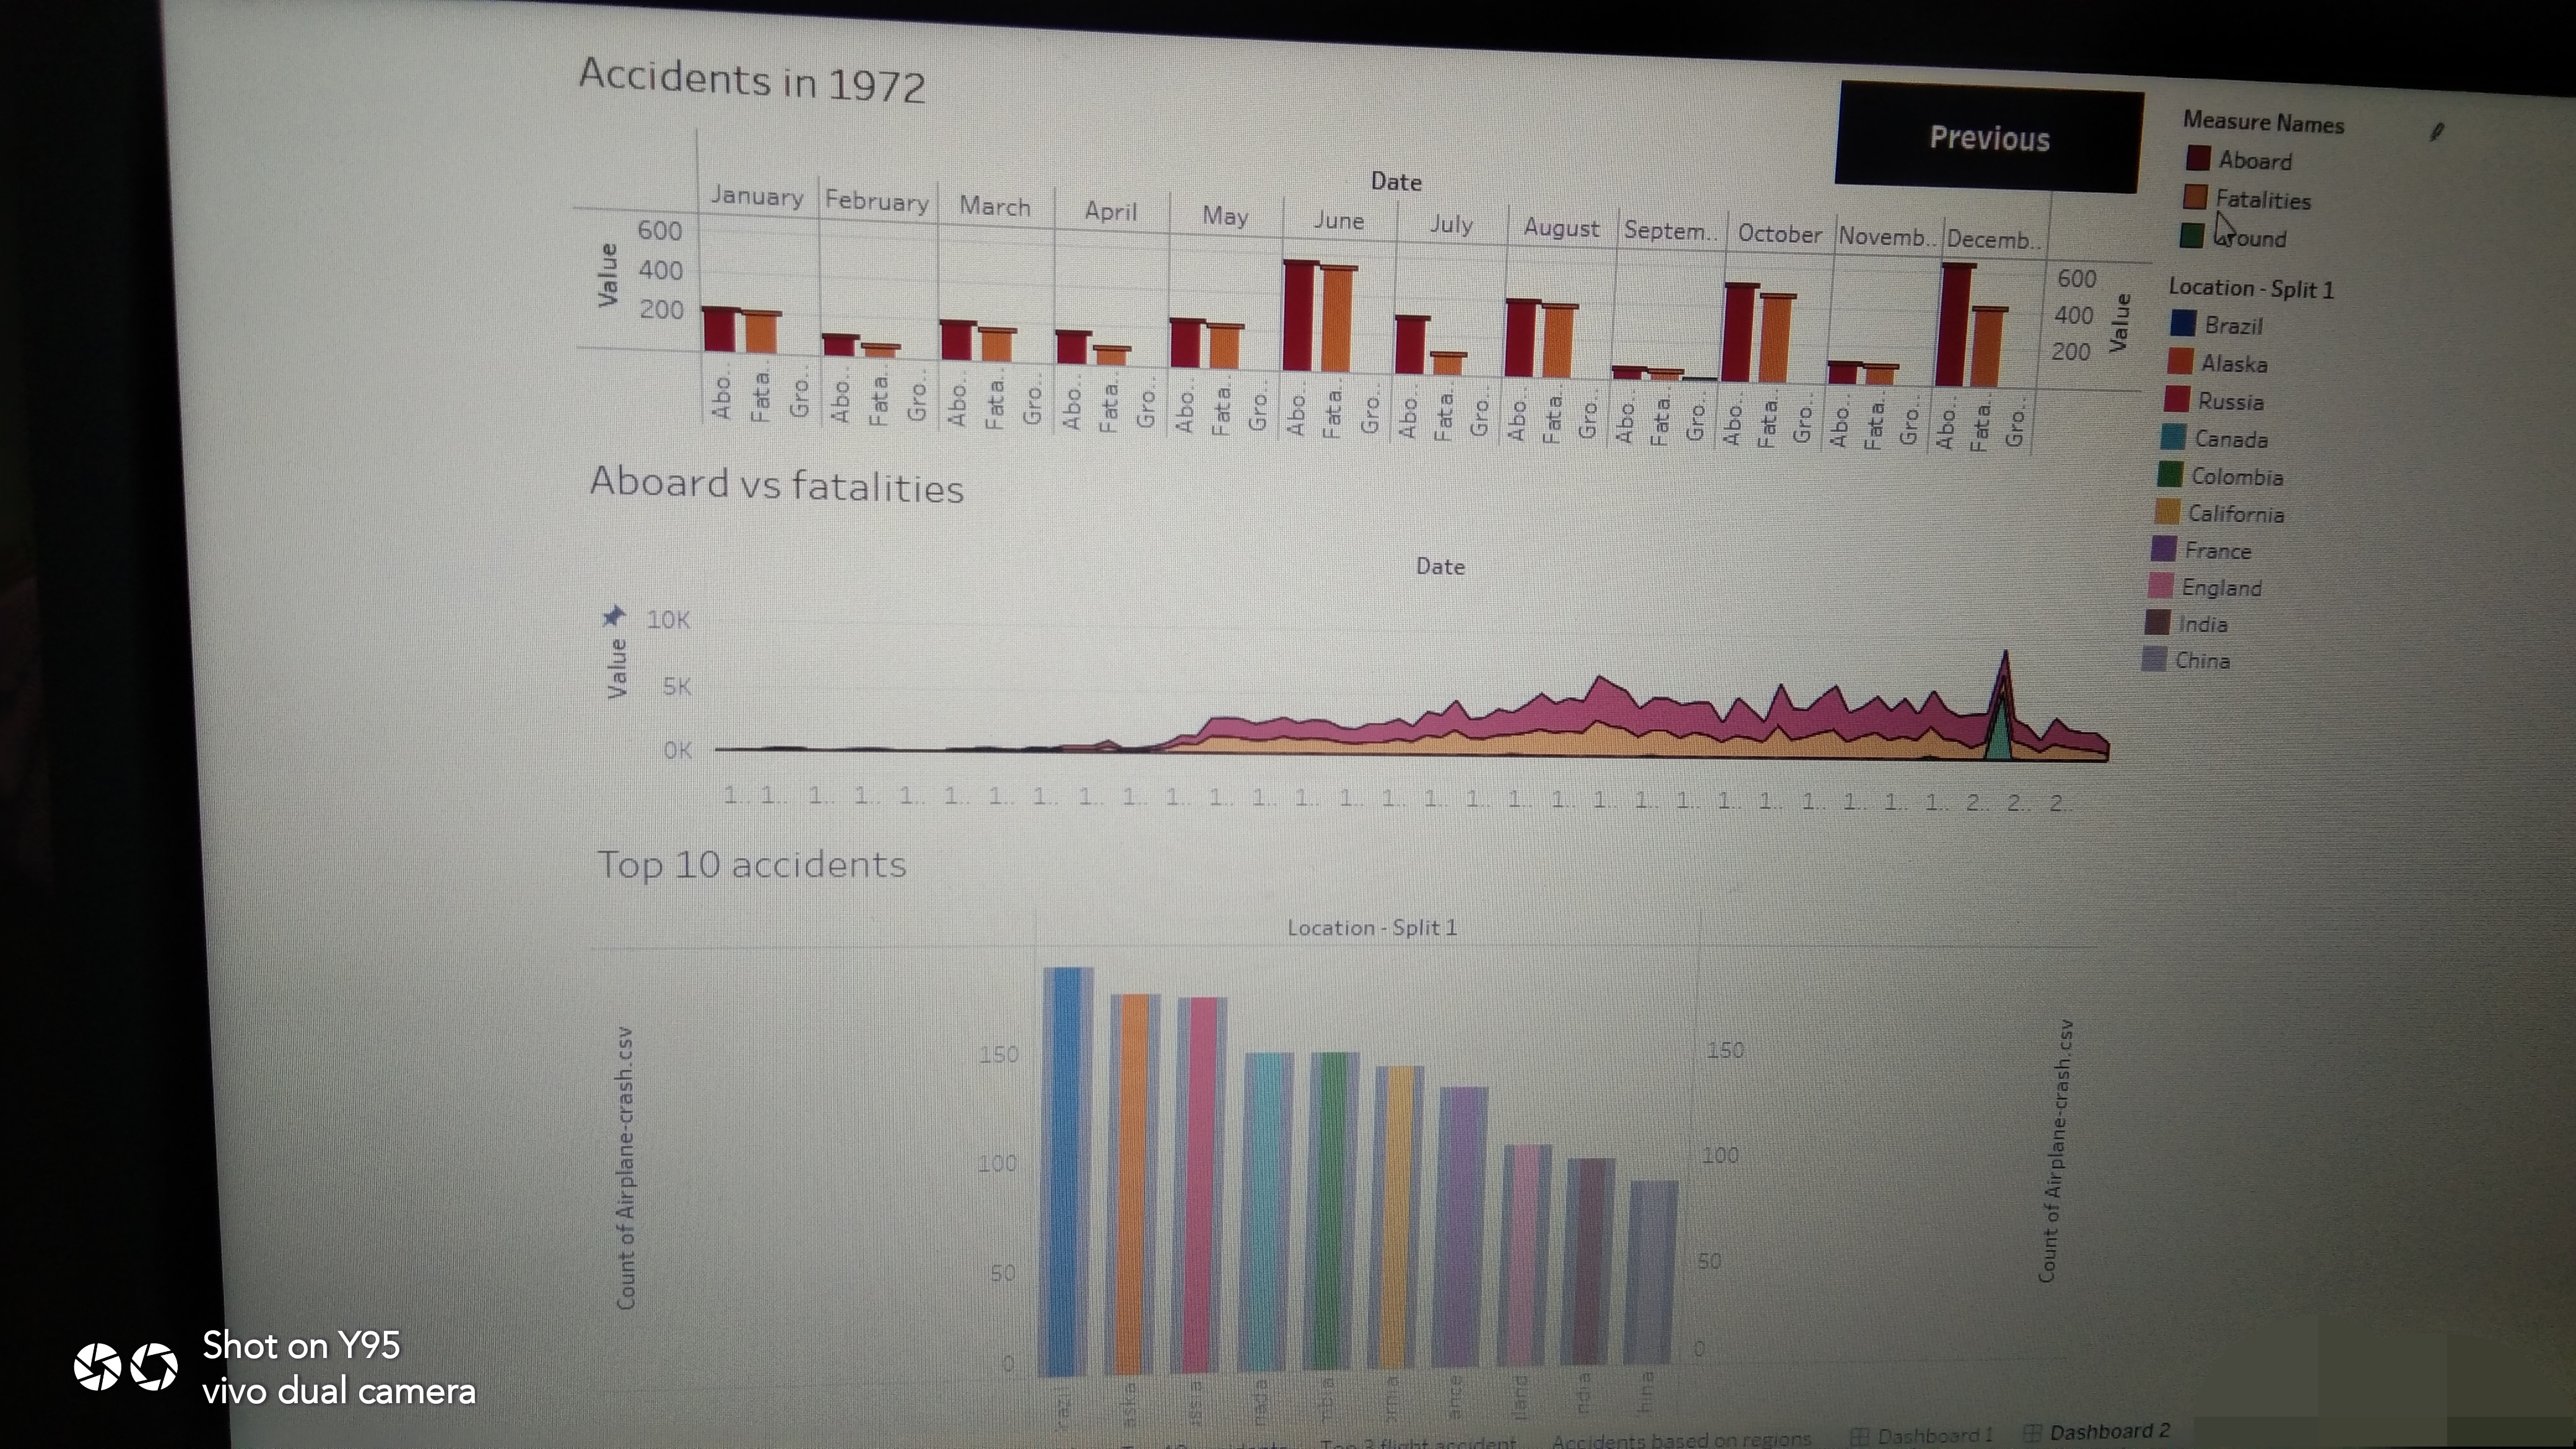 Accidents in 1972
Previous
Date
January February March April May June July August Septem.. October Novemb.. Decemb..
Value
600
400
200
600
400
200
Value
Abo.. Fata.. Gro.. Abo.. Fata.. Gro.. Abo.. Fata.. Gro.. Abo.. Fata.. Gro.. Abo.. Fata.. Gro.. Abo.. Fata.. Gro.. Abo.. Fata.. Gro.. Abo.. Fata.. Gro.. Abo.. Fata.. Gro.. Abo.. Fata.. Gro.. Abo.. Fata.. Gro.. Abo.. Fata.. Gro..
Measure Names
Aboard
Fatalities
Ground
Location - Split 1
Brazil
Alaska
Russia
Canada
Colombia
California
France
England
India
China
Aboard vs fatalities
Date
Value
10K
5K
0K
1.. 1.. 1.. 1.. 1.. 1.. 1.. 1.. 1.. 1.. 1.. 1.. 1.. 1.. 1.. 1.. 1.. 1.. 1.. 1.. 1.. 1.. 1.. 1.. 1.. 1.. 1.. 1.. 1.. 2.. 2.. 2..
Top 10 accidents
Location - Split 1
Count of Airplane-crash.csv
150
100
50
0
150
100
50
0
Count of Airplane-crash.csv
Accidents based on regions Dashboard 1 Dashboard 2
Shot on Y95
vivo dual camera